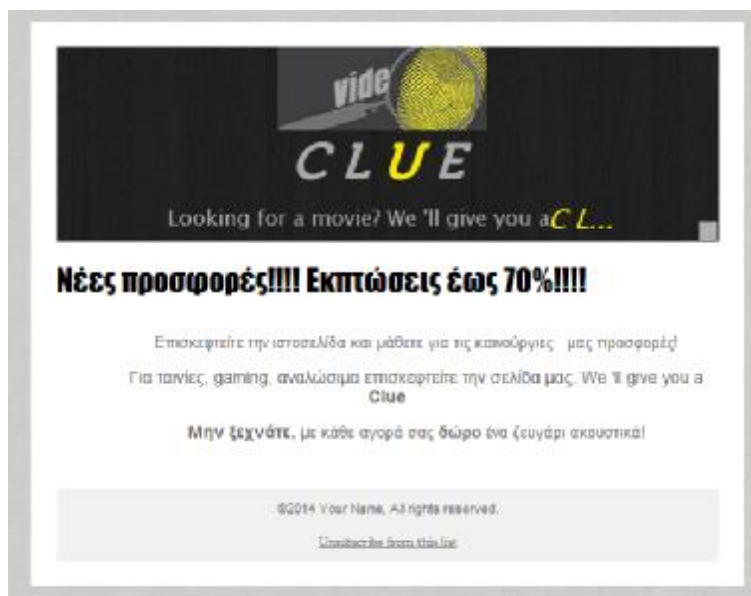 vide
CLUE
Looking for a movie? We 'll give you a C L...
Νέες προσφορές!!!! Εκπτώσεις έως 70%!!!!
Επισκεφτείτε την ιστοσελίδα και μάθετε για τις καινούργιες μας προσφορές!
Για ταινίες, gaming, αναλώσιμα επισκεφτείτε την σελίδα μας. We 'll give you a
Clue
Μην ξεχνάτε, με κάθε αγορά σας δώρο ένα ζευγάρι ακουστικά!
©2014 Your Name, All rights reserved.
Unsubscribe from this list